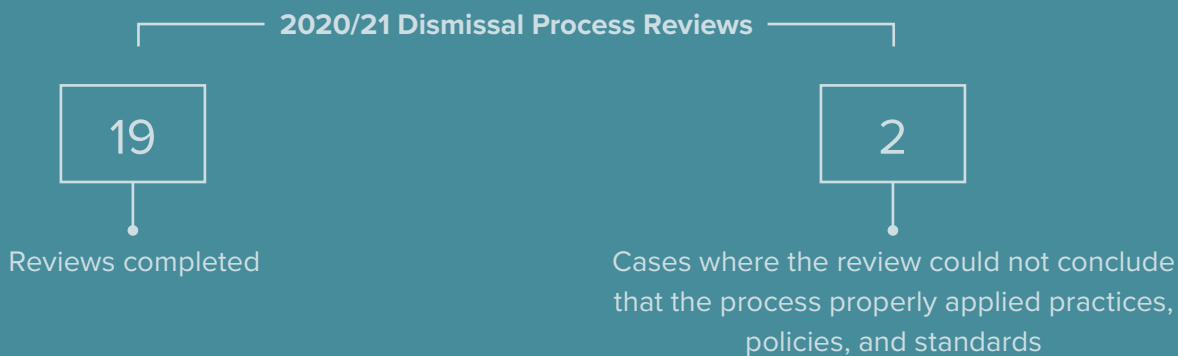 2020/21 Dismissal Process Reviews
19
2
Reviews completed
Cases where the review could not conclude
that the process properly applied practices,
policies, and standards